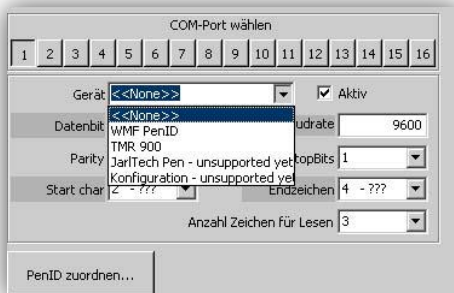 COM-Port wählen
1 2 3 4 5 6 7 8 9 10 11 12 13 14 15 16
Gerät <<None>> Aktiv
<<None>>
WMF PenID
TMR 900
JarlTech Pen - unsupported yet
Konfiguration - unsupported yet
Datenbit udrate 9600
Parity topBits 1
Start char 2 - ??? Endzeichen 4 - ???
Anzahl Zeichen für Lesen 3
PenID zuordnen...